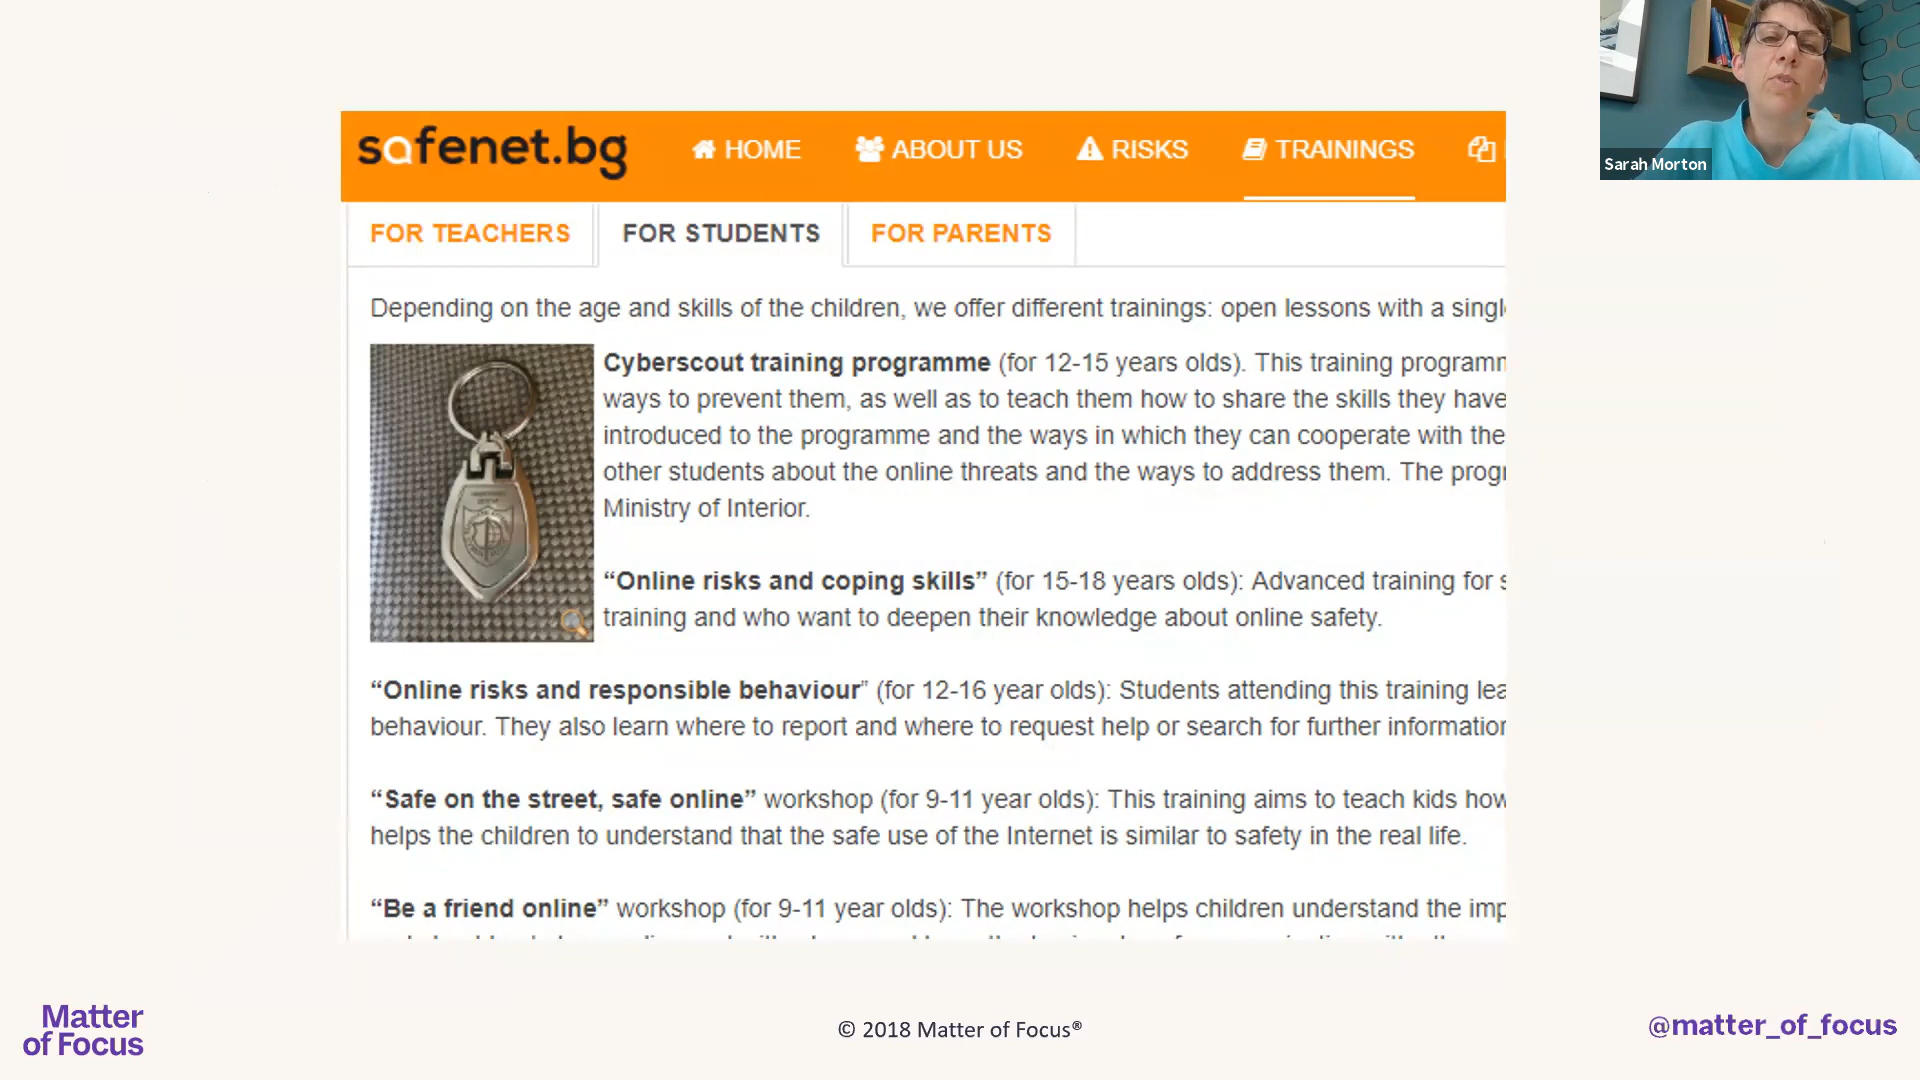 safenet.bg
HOME
ABOUT US
RISKS
TRAININGS
FOR TEACHERS
FOR STUDENTS
FOR PARENTS
Depending on the age and skills of the children, we offer different trainings: open lessons with a
Cyberscout training programme (for 12-15 years olds). This training
ways to prevent them, as well as to teach them how to share the skills they have
introduced to the programme and the ways in which they can cooperate with the
other students about the online threats and the ways to address them. The
Ministry of Interior.
“Online risks and coping skills” (for 15-18 years olds): Advanced training for
training and who want to deepen their knowledge about online safety.
“Online risks and responsible behaviour” (for 12-16 year olds): Students attending this training
behaviour. They also learn where to report and where to request help or search for further
“Safe on the street, safe online” workshop (for 9-11 year olds): This training aims to teach kids how
helps the children to understand that the safe use of the Internet is similar to safety in the real life.
“Be a friend online” workshop (for 9-11 year olds): The workshop helps children understand the
Sarah Morton
Matter
of Focus
© 2018 Matter of Focus®
@matter_of_focus